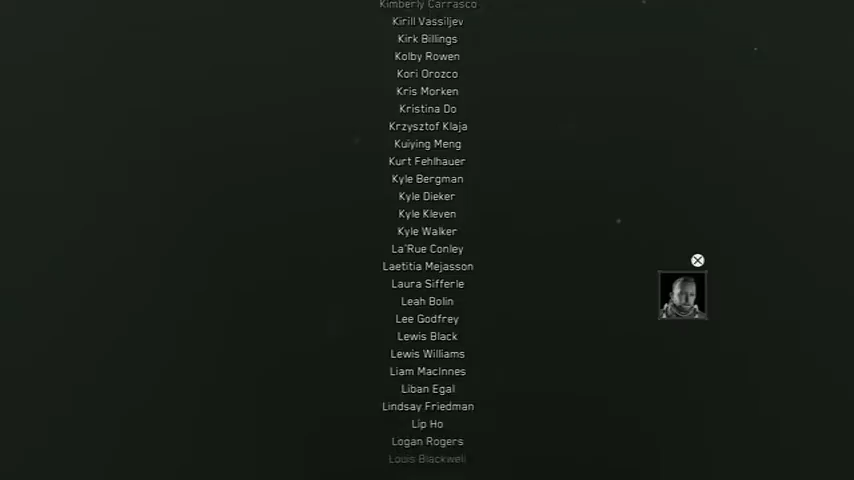 Kimberly Carrasco
Kirill Vassiljev
Kirk Billings
Kolby Rowen
Kori Orozco
Kris Morken
Kristina Do
Krzysztof Klaja
Kuiying Meng
Kurt Fehlhauer
Kyle Bergman
Kyle Dieker
Kyle Kleven
Kyle Walker
La'Rue Conley
Laetitia Mejasson
Laura Sifferle
Leah Bolin
Lee Godfrey
Lewis Black
Lewis Williams
Liam MacInnes
Liban Egal
Lindsay Friedman
Lip Ho
Logan Rogers
Louis Blackwell